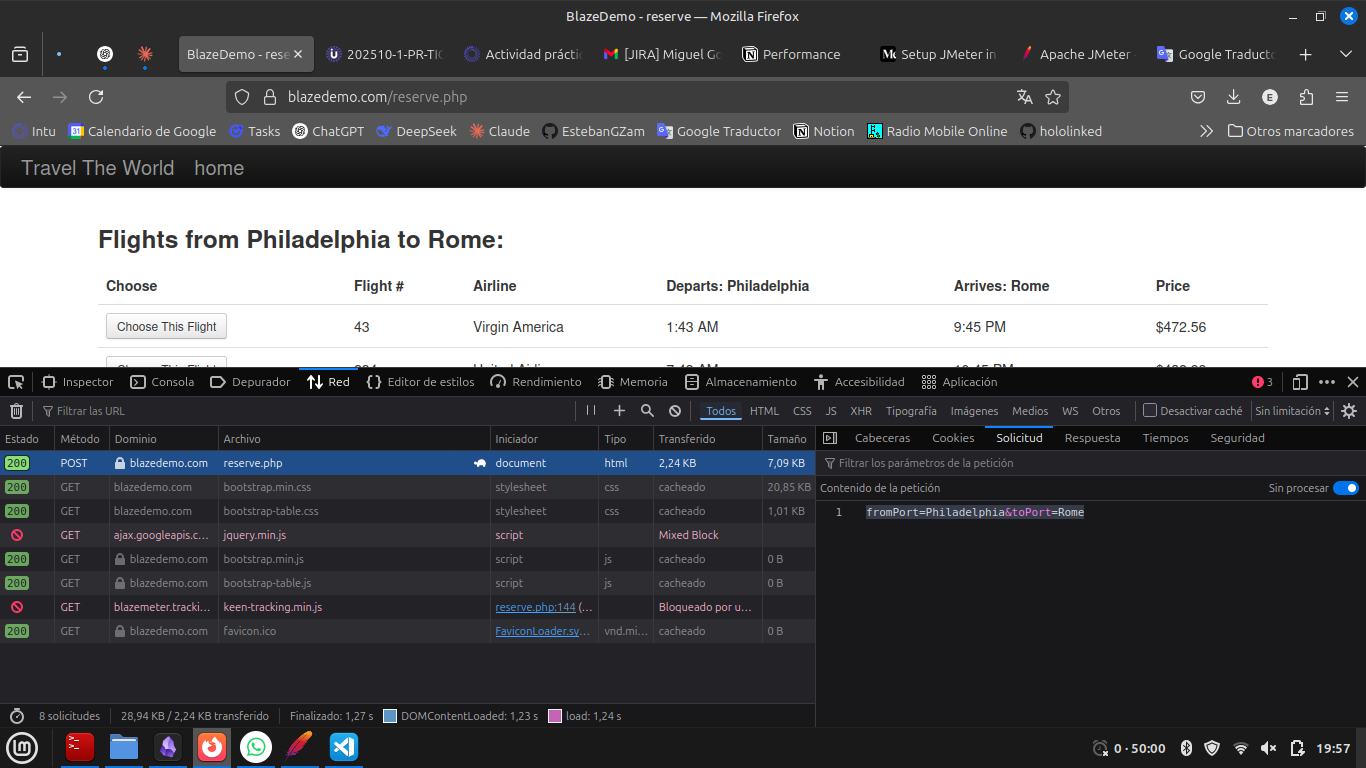 BlazeDemo - reserve — Mozilla Firefox
BlazeDemo - rese
202510-1-PR-TIC
Actividad práctic
[JIRA] Miguel Go
Performance
Setup JMeter in
Apache JMeter -
Google Traducto
blazedemo.com/reserve.php
Intu
Calendario de Google
Tasks
ChatGPT
DeepSeek
Claude
EstebanGZam
Google Traductor
Notion
Radio Mobile Online
hololinked
Otros marcadores
Travel The World home
Flights from Philadelphia to Rome:
Choose Flight # Airline Departs: Philadelphia Arrives: Rome Price
Choose This Flight 43 Virgin America 1:43 AM 9:45 PM $472.56
Inspector Consola Depurador Red Editor de estilos Rendimiento Memoria Almacenamiento Accesibilidad Aplicación 3
Filtrar las URL Todos HTML CSS JS XHR Tipografía Imágenes Medios WS Otros Desactivar caché Sin limitación
Estado Método Dominio Archivo Iniciador Tipo Transferido Tamaño
200 POST blazedemo.com reserve.php document html 2,24 KB 7,09 KB
200 GET blazedemo.com bootstrap.min.css stylesheet css cacheado 20,85 KB
200 GET blazedemo.com bootstrap-table.css stylesheet css cacheado 1,01 KB
GET ajax.googleapis.c... jquery.min.js script Mixed Block
200 GET blazedemo.com bootstrap.min.js script js cacheado 0 B
200 GET blazedemo.com bootstrap-table.js script js cacheado 0 B
GET blazemeter.tracki... keen-tracking.min.js reserve.php:144 (... Bloqueado por u...
200 GET blazedemo.com favicon.ico FaviconLoader.sy... vnd.mi... cacheado 0 B
8 solicitudes 28,94 KB / 2,24 KB transferido Finalizado: 1,27 s DOMContentLoaded: 1,23 s load: 1,24 s
Cabeceras Cookies Solicitud Respuesta Tiempos Seguridad
Filtrar los parámetros de la petición
Contenido de la petición Sin procesar
1 fromPort=Philadelphia&toPort=Rome
0 · 50:00 19:57